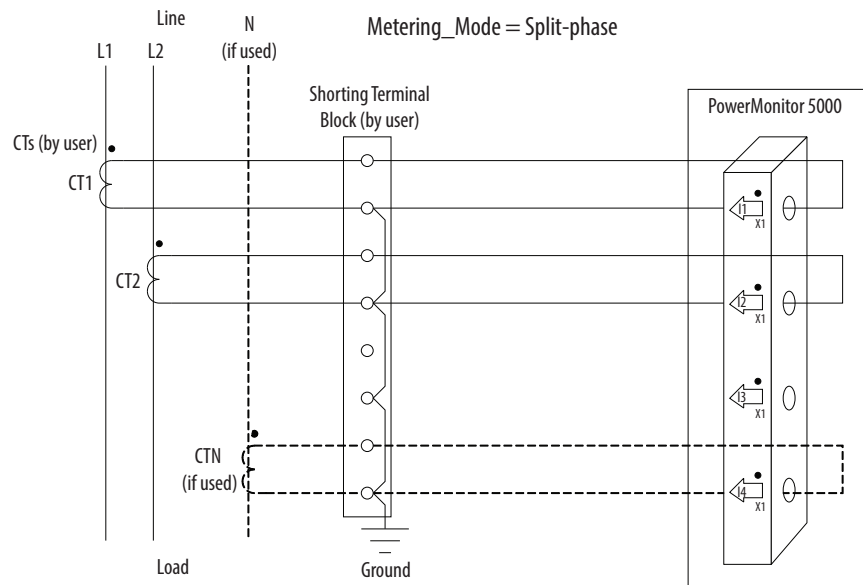 Line
N
(if used)
Metering_Mode = Split-phase
L1
L2
Shorting Terminal
Block (by user)
PowerMonitor 5000
CTs (by user)
CT1
I1
X1
CT2
I2
X1
I3
X1
CTN
(if used)
I4
X1
Load
Ground